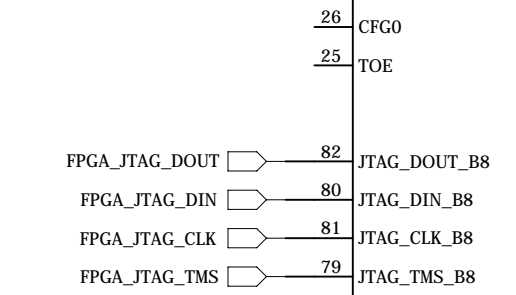 26 CFG0
25 TOE
FPGA_JTAG_DOUT 82 JTAG_DOUT_B8
FPGA_JTAG_DIN 80 JTAG_DIN_B8
FPGA_JTAG_CLK 81 JTAG_CLK_B8
FPGA_JTAG_TMS 79 JTAG_TMS_B8